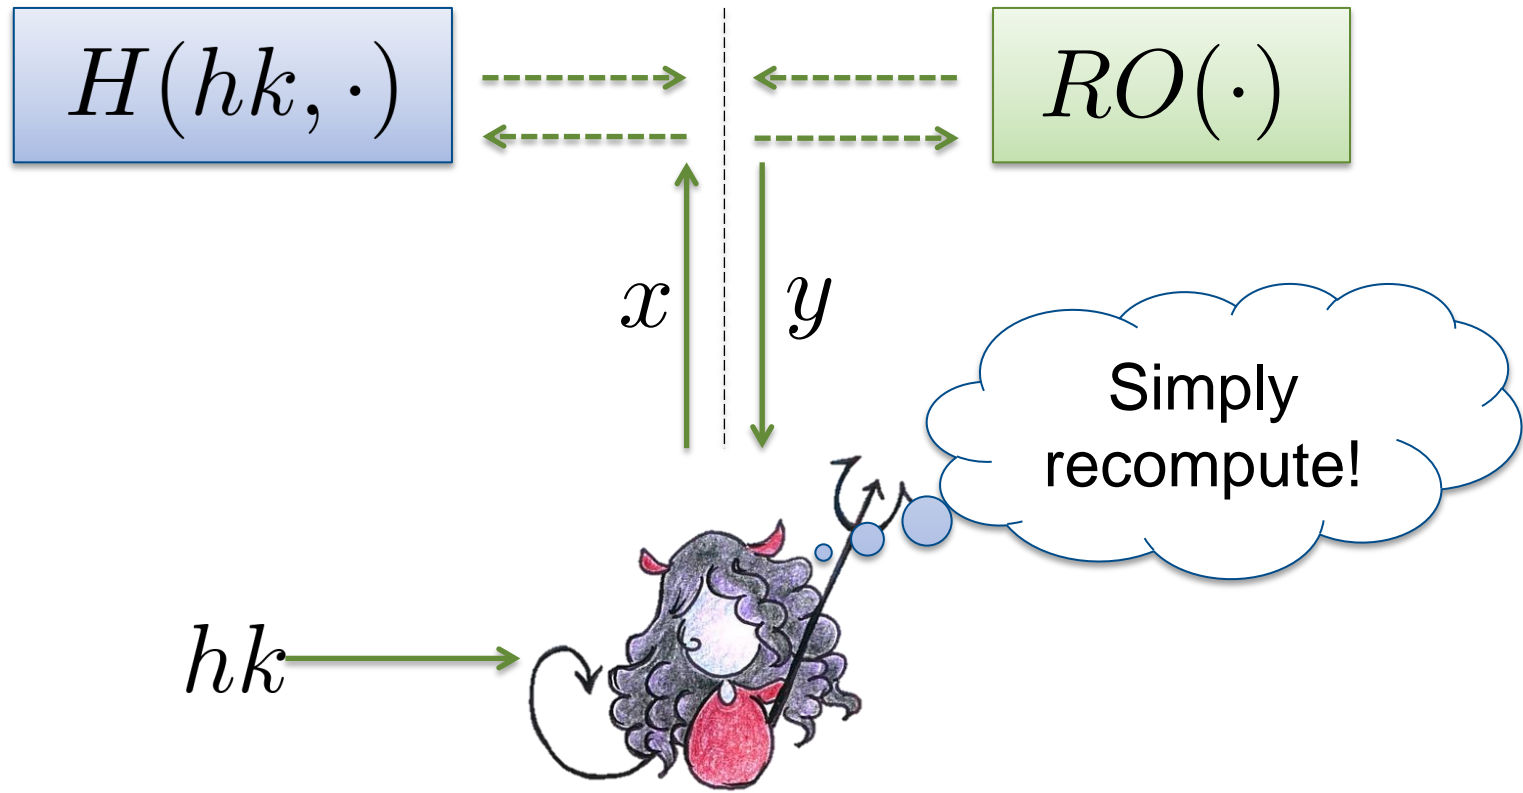 H(hk, ·)
RO(·)
x
y
Simply
recompute!
hk